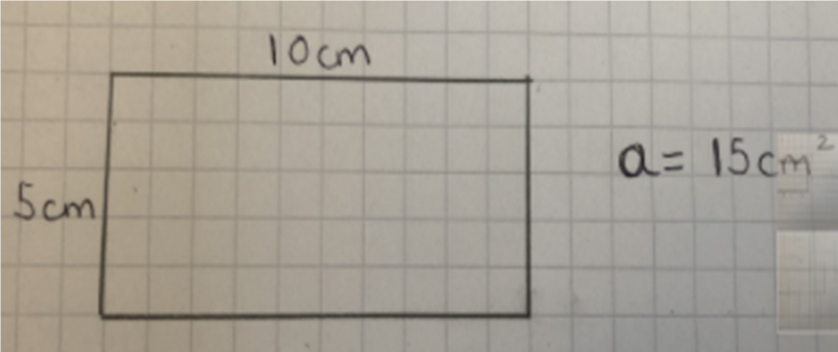 10cm
5cm
a = 15cm²